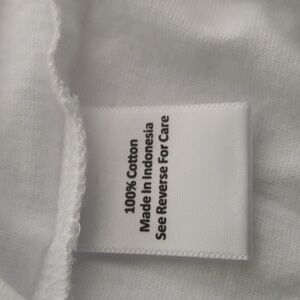 100% Cotton
Made In Indonesia
See Reverse For Care